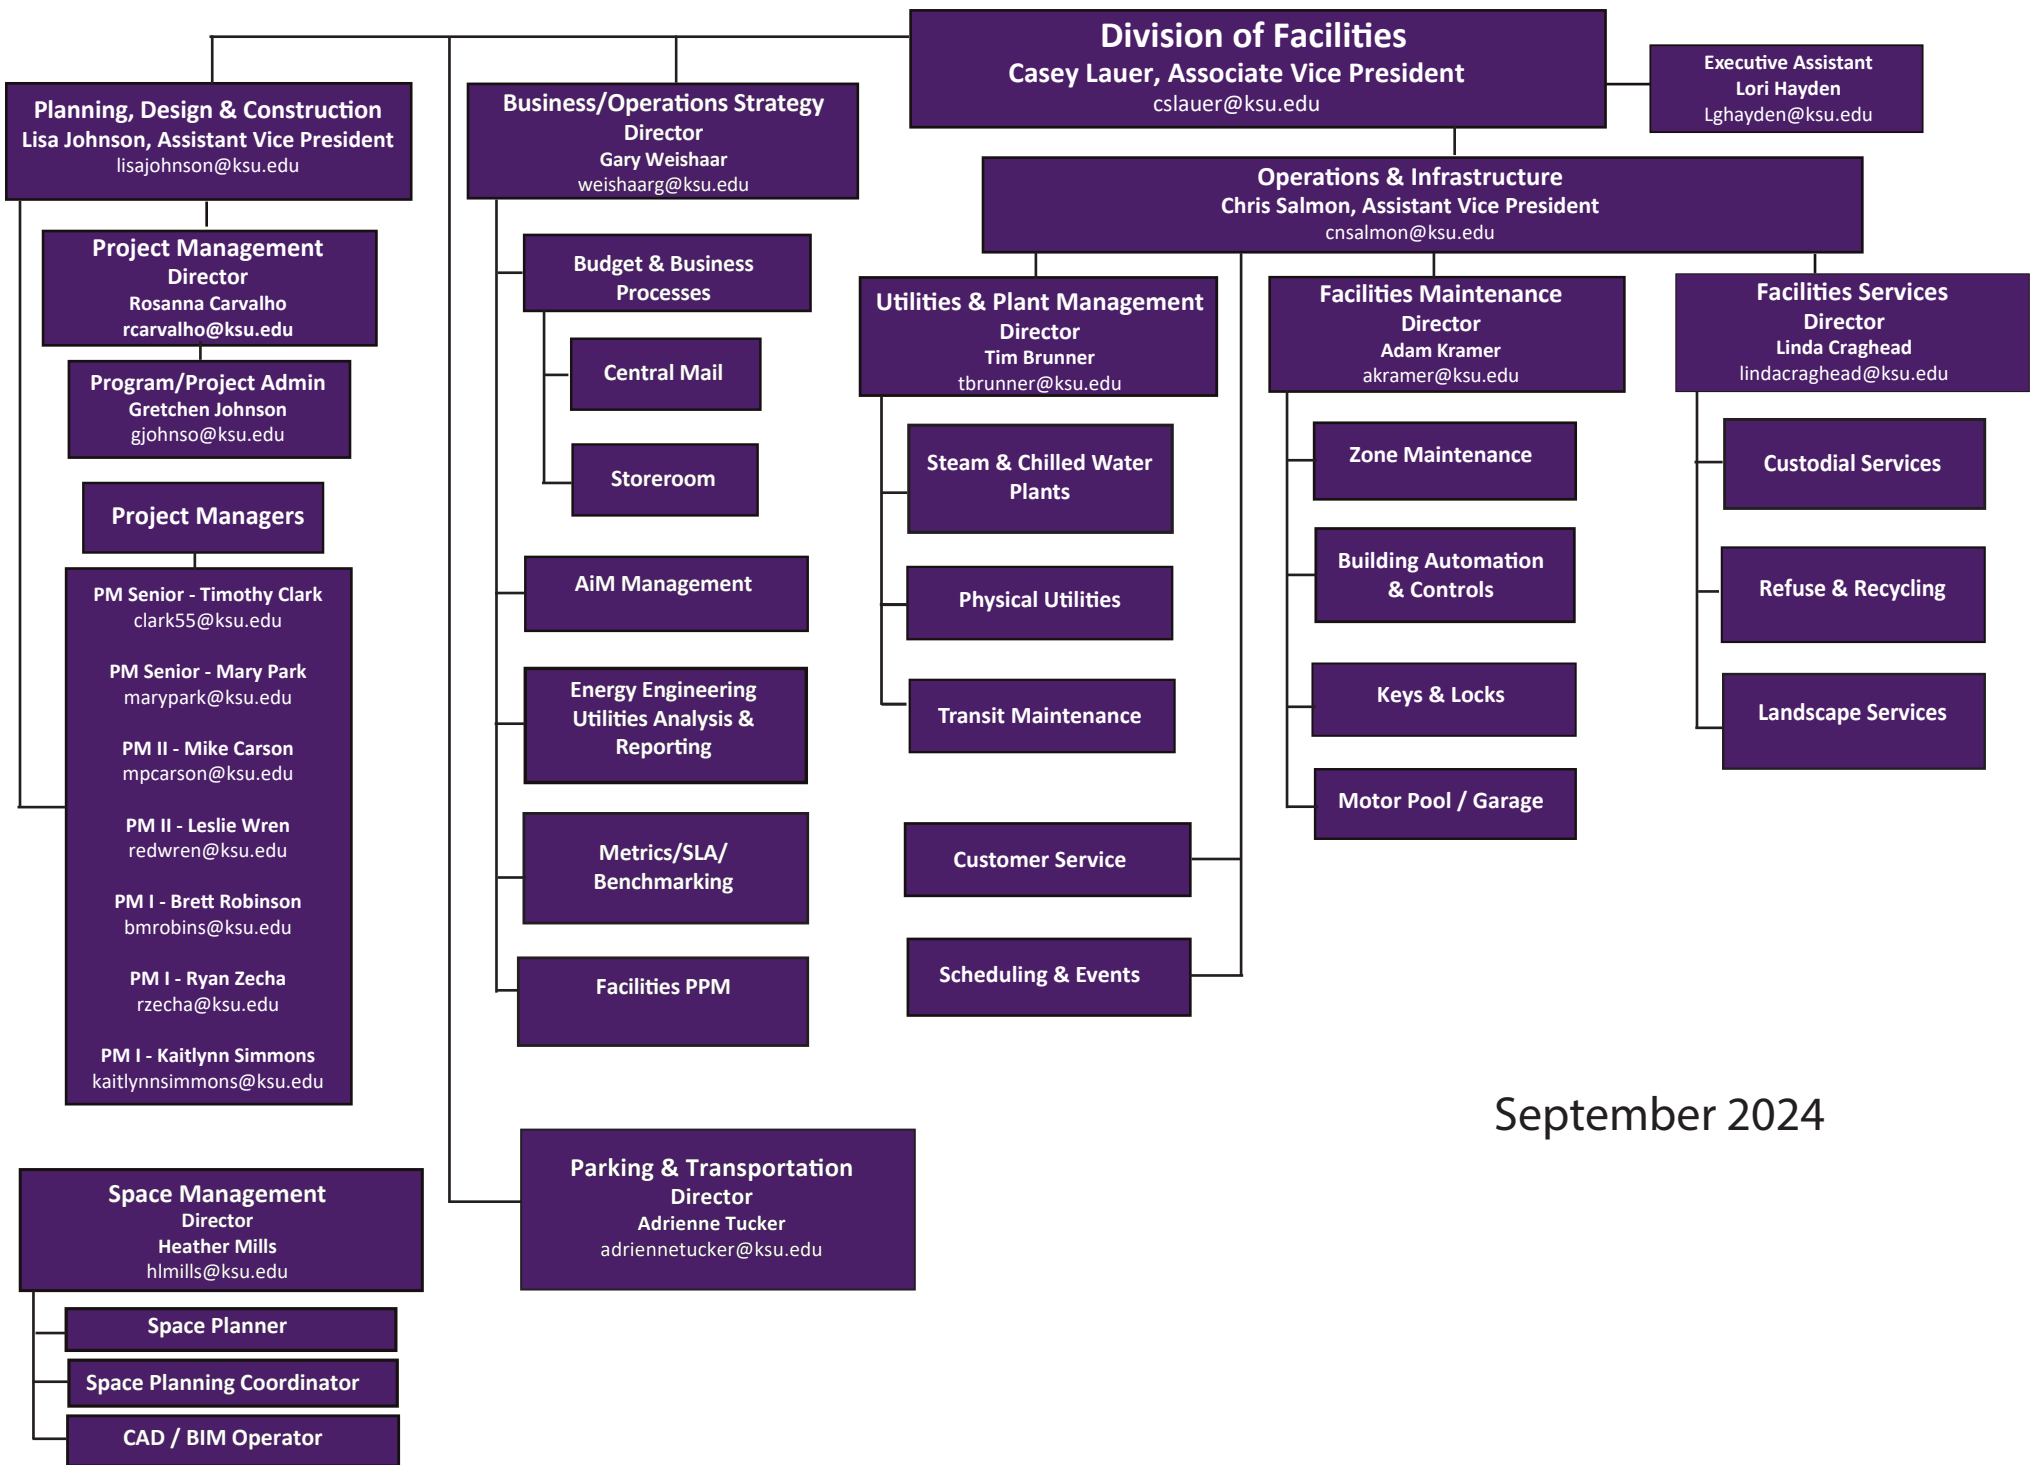 Division of Facilities
Casey Lauer, Associate Vice President
cslauer@ksu.edu
Executive Assistant
Lori Hayden
Lghayden@ksu.edu
Planning, Design & Construction
Lisa Johnson, Assistant Vice President
lisajohnson@ksu.edu
Project Management
Director
Rosanna Carvalho
rcarvalho@ksu.edu
Program/Project Admin
Gretchen Johnson
gjohnso@ksu.edu
Project Managers
PM Senior - Timothy Clark
clark55@ksu.edu
PM Senior - Mary Park
marypark@ksu.edu
PM II - Mike Carson
mpcarson@ksu.edu
PM II - Leslie Wren
redwren@ksu.edu
PM I - Brett Robinson
bmrobins@ksu.edu
PM I - Ryan Zecha
rzecha@ksu.edu
PM I - Kaitlynn Simmons
kaitlynnsimmons@ksu.edu
Space Management
Director
Heather Mills
hlmills@ksu.edu
Space Planner
Space Planning Coordinator
CAD / BIM Operator
Business/Operations Strategy
Director
Gary Weishaar
weishaarg@ksu.edu
Budget & Business
Processes
Central Mail
Storeroom
AiM Management
Energy Engineering
Utilities Analysis &
Reporting
Metrics/SLA/
Benchmarking
Facilities PPM
Parking & Transportation
Director
Adrienne Tucker
adriennetucker@ksu.edu
Operations & Infrastructure
Chris Salmon, Assistant Vice President
cnsalmon@ksu.edu
Utilities & Plant Management
Director
Tim Brunner
tbrunner@ksu.edu
Steam & Chilled Water
Plants
Physical Utilities
Transit Maintenance
Customer Service
Scheduling & Events
Facilities Maintenance
Director
Adam Kramer
akramer@ksu.edu
Zone Maintenance
Building Automation
& Controls
Keys & Locks
Motor Pool / Garage
Facilities Services
Director
Linda Craghead
lindacraghead@ksu.edu
Custodial Services
Refuse & Recycling
Landscape Services
September 2024